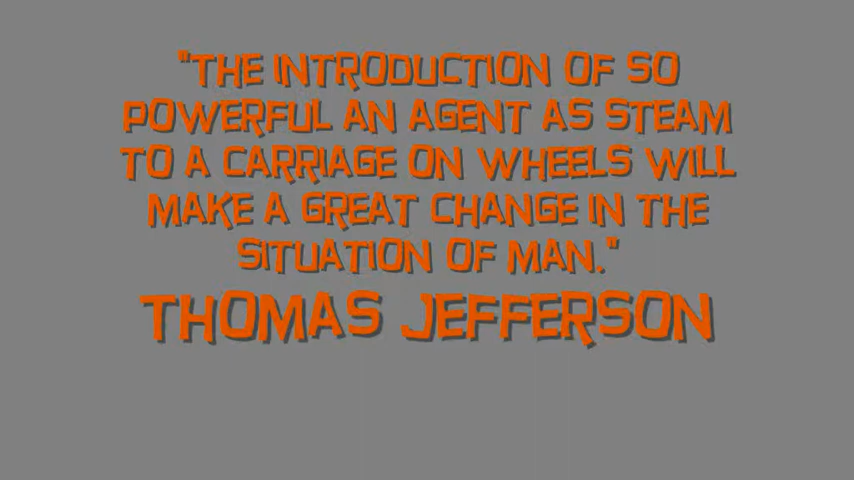 "THE INTRODUCTION OF SO
POWERFUL AN AGENT AS STEAM
TO A CARRIAGE ON WHEELS WILL
MAKE A GREAT CHANGE IN THE
SITUATION OF MAN."
THOMAS JEFFERSON